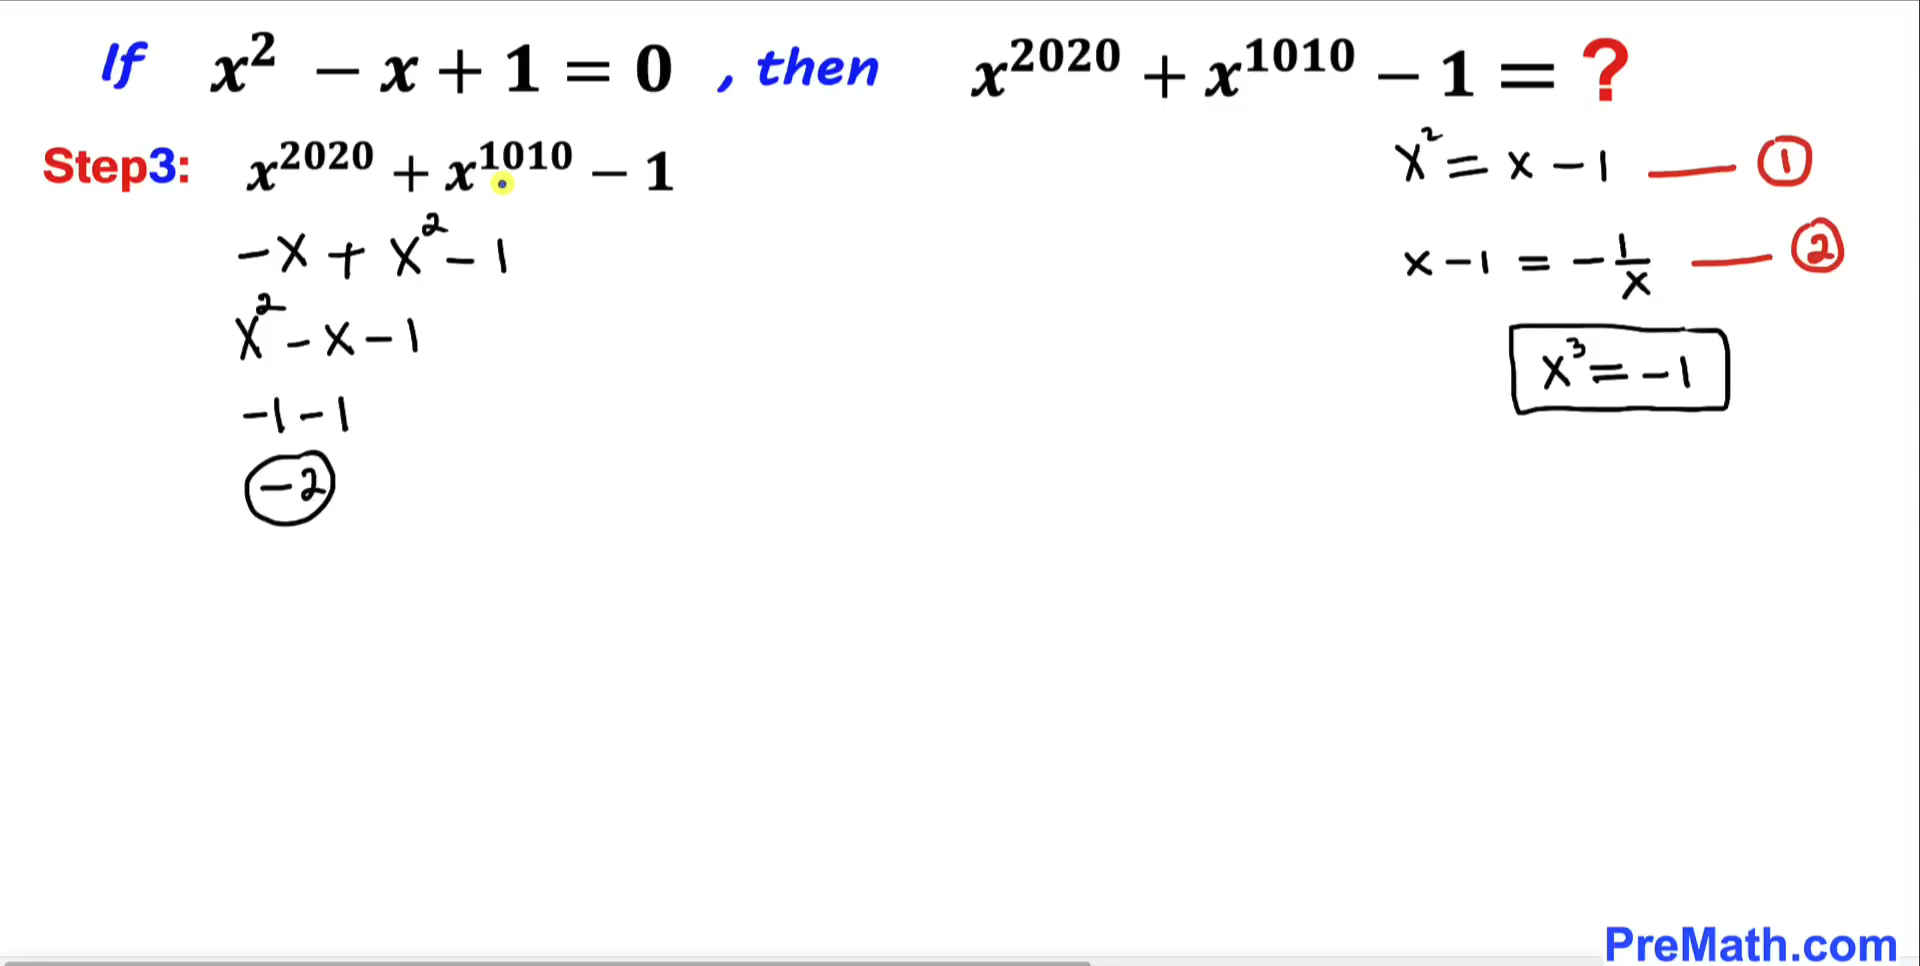 If x² − x + 1 = 0 , then x²⁰²⁰ + x¹⁰¹⁰ − 1 = ?
Step3: x²⁰²⁰ + x¹⁰¹⁰ − 1
−x + x² − 1
x² − x − 1
−1 − 1
−2
x² = x − 1 —— ①
x − 1 = −1/x —— ②
x³ = −1
PreMath.com